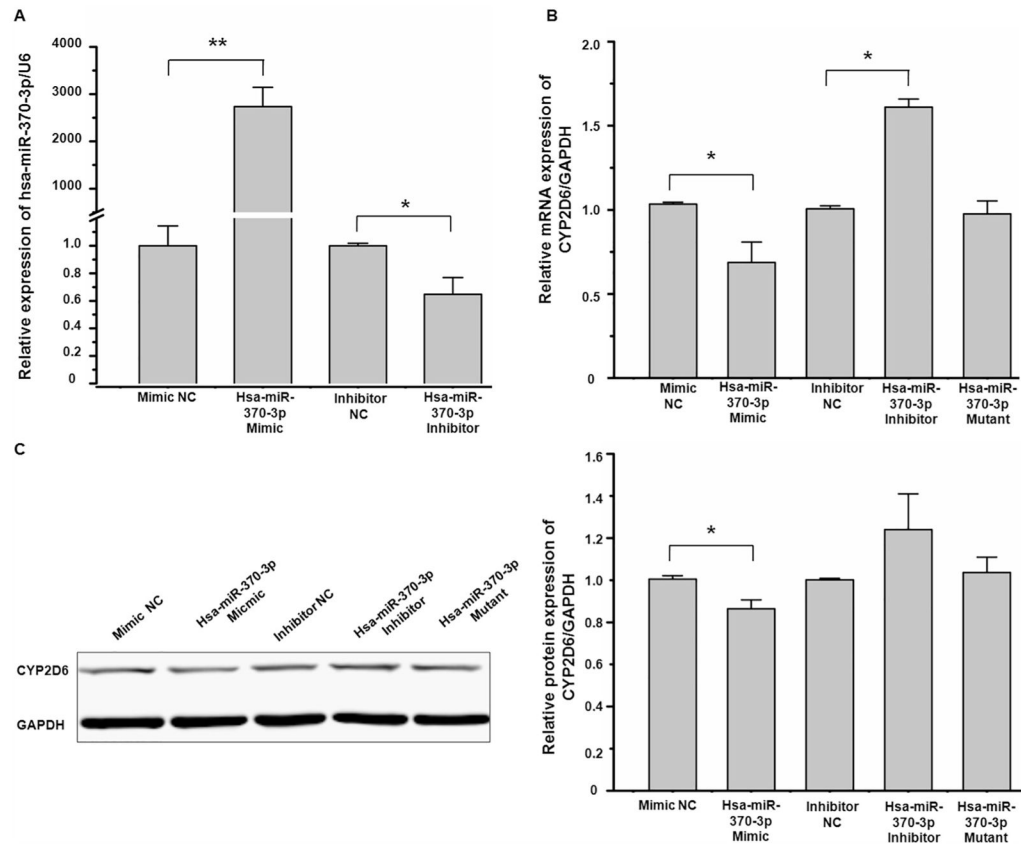 A
Relative expression of hsa-miR-370-3p/U6
4000
3000
2000
1000
1.0
0.8
0.6
0.4
0.2
0
**
*
Mimic NC
Hsa-miR-
370-3p
Mimic
Inhibitor
NC
Hsa-miR-
370-3p
Inhibitor
B
Relative mRNA expression of
CYP2D6/GAPDH
2.0
1.5
1.0
0.5
0
*
*
Mimic
NC
Hsa-miR-
370-3p
Mimic
Inhibitor
NC
Hsa-miR-
370-3p
Inhibitor
Hsa-miR-
370-3p
Mutant
C
Mimic NC
Hsa-miR-370-3p
Micmic
Inhibitor NC
Hsa-miR-370-3p
Inhibitor
Hsa-miR-370-3p
Mutant
CYP2D6
GAPDH
Relative protein expression of
CYP2D6/GAPDH
1.6
1.4
1.2
1.0
0.8
0.6
0.4
0.2
0
*
Mimic NC
Hsa-miR-
370-3p
Mimic
Inhibitor
NC
Hsa-miR-
370-3p
Inhibitor
Hsa-miR-
370-3p
Mutant